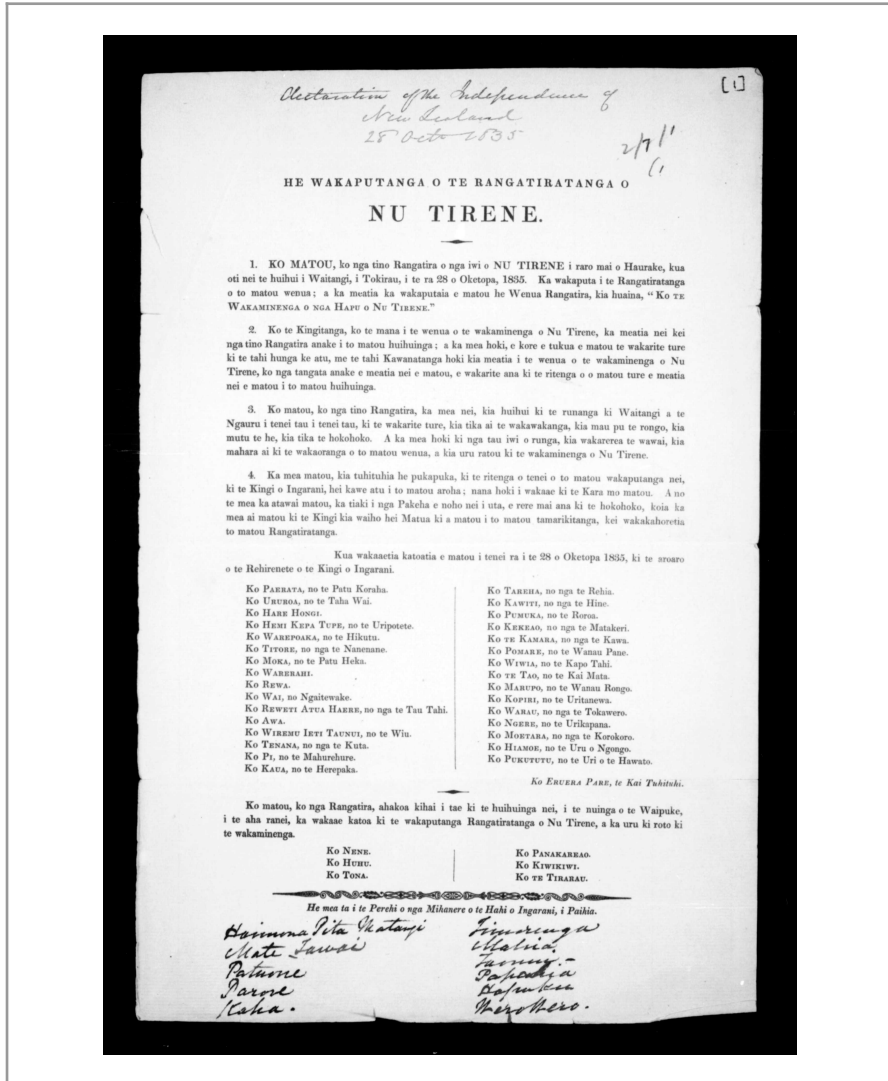 [1]
Declaration of the Independence of
New Zealand
28 Octr 1835
HE WAKAPUTANGA O TE RANGATIRATANGA O
NU TIRENE.
1. KO MATOU, ko nga tino Rangatira o nga iwi o NU TIRENE i raro mai o Haurake, kua
oti nei te huihui i Waitangi, i Tokirau, i te ra 28 o Oketopa, 1835. Ka wakaputa i te Rangatiratanga
o to matou wenua; a ka meatia ka wakaputaia e matou he Wenua Rangatira, kia huaina, “KO TE
WAKAMINENGA O NGA HAPU O NU TIRENE.”
2. Ko te Kingitanga, ko te mana i te wenua o te wakaminenga o Nu Tirene, ka meatia nei kei
nga tino Rangatira anake i to matou huihuinga; a ka mea hoki, e kore e tukua e matou te wakarite ture
ki te tahi hunga ke atu, me te tahi Kawanatanga hoki kia meatia i te wenua o te wakaminenga o Nu
Tirene, ko nga tangata anake e meatia nei e matou, e wakarite ana ki te ritenga o o matou ture e meatia
nei e matou i to matou huihuinga.
3. Ko matou, ko nga tino Rangatira, ka mea nei, kia huihui ki te runanga ki Waitangi a te
Ngauru i tenei tau i tenei tau, ki te wakarite ture, kia tika ai te wakawakanga, kia mau pu te rongo, kia
mutu te he, kia tika te hokohoko. A ka mea hoki ki nga tau iwi o runga, kia wakarerea te wawai, kia
mahara ai ki te wakaoranga o to matou wenua, a kia uru ratou ki te wakaminenga o Nu Tirene.
4. Ka mea matou, kia tuhituhia he pukapuka, ki te ritenga o tenei o to matou wakaputanga nei,
ki te Kingi o Ingarani, hei kawe atu i to matou aroha; nana hoki i wakaae ki te Kara mo matou. A no
te mea ka atawai matou, ka tiaki i nga Pakeha e noho nei i uta, e rere mai ana ki te hokohoko, koia ka
mea ai matou ki te Kingi kia waiho hei Matua ki a matou i to matou tamarikitanga, kei wakakahoretia
to matou Rangatiratanga.
Kua wakaaetia katoatia e matou i tenei ra i te 28 o Oketopa 1835, ki te aroaro
o te Rehirenete o te Kingi o Ingarani.
KO PAERATA, no te Patu Koraha.
KO URUROA, no te Taha Wai.
KO HARE HONGI.
KO HEMI KEPA TUPE, no te Uripotete.
KO WAREPOAKA, no te Hikutu.
KO TITORE, no nga te Nanenane.
KO MOKA, no te Patu Heka.
KO WARERAHI.
KO REWA.
KO WAI, no Ngaitewake.
KO REWETI ATUA HAERE, no nga te Tau Tahi.
KO AWA.
KO WIREMU IETI TAUNUI, no te Wiu.
KO TENANA, no nga te Kuta.
KO PI, no te Mahurehure.
KO KAUA, no te Herepaka.
KO TAREHA, no nga te Rehia.
KO KAWITI, no nga te Hine.
KO PUMUKA, no te Roroa.
KO KEKEAO, no nga te Matakeri.
KO TE KAMARA, no nga te Kawa.
KO POMARE, no te Wanau Pane.
KO WIWIA, no te Kapo Tahi.
KO TE TAO, no te Kai Mata.
KO MARUPO, no te Wanau Rongo.
KO KOPIRI, no te Uritanewa.
KO WARAU, no nga te Tokawero.
KO NGERE, no te Urikapana.
KO MOETARA, no nga te Korokoro.
KO HIAMOE, no te Uru o Ngongo.
KO PUKUTUTU, no te Uri o te Hawato.
Ko ERUERA PARE, te Kai Tuhituhi.
Ko matou, ko nga Rangatira, ahakoa kihai i tae ki te huihuinga nei, i te nuinga o te Waipuke,
i te aha ranei, ka wakaae katoa ki te wakaputanga Rangatiratanga o Nu Tirene, a ka uru ki roto ki
te wakaminenga.
KO NENE.
KO HUHU.
KO TONA.
KO PANAKAREAO.
KO KIWIKIWI.
KO TE TIRARAU.
He mea ta i te Perehi o nga Mihanere o te Hahi o Ingarani, i Paihia.
Haimona Pita Matangi
Mate Tawai
Patuone
Parore
Kaha.
Timorenga
Mahia.
Papahia
Hapuku
WeroWero.